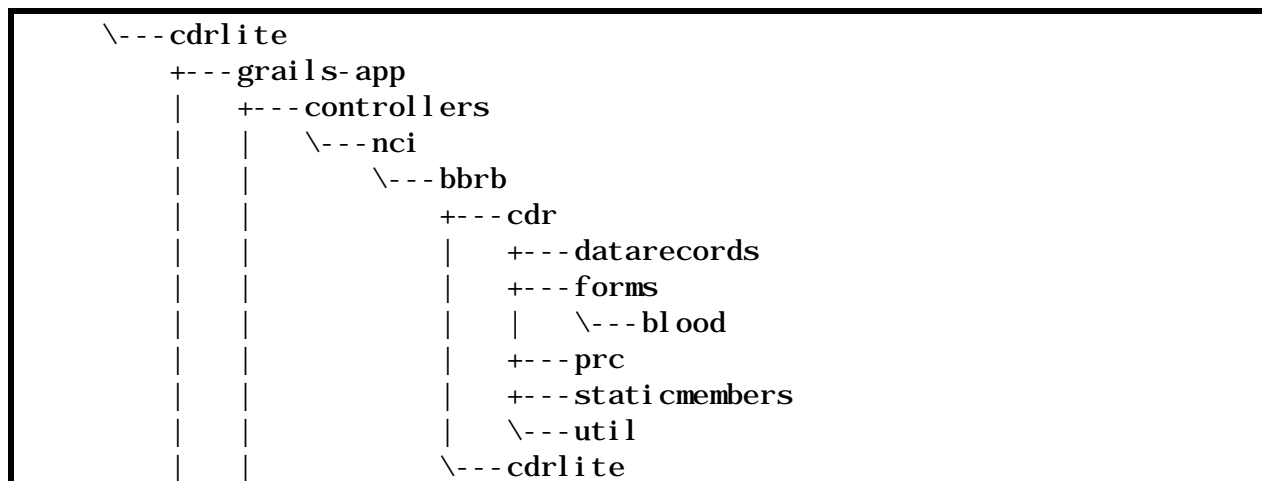 \---cdrlite
    +---grails-app
    |   +---controllers
    |   |   \---nci
    |   |       \---bbrb
    |   |           +---cdr
    |   |           |   +---datarecords
    |   |           |   +---forms
    |   |           |   |   \---blood
    |   |           |   +---prc
    |   |           |   +---staticmembers
    |   |           |   \---util
    |   |           \---cdrlite